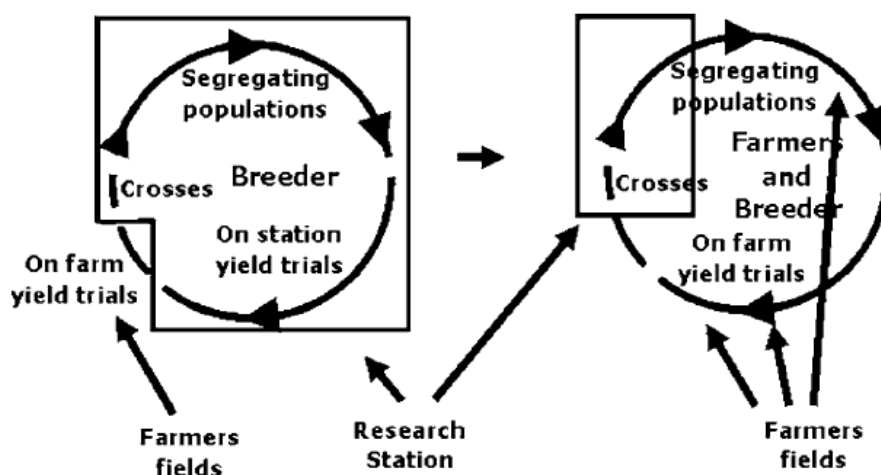 Segregating
populations
Crosses
Breeder
On station
yield trials
On farm
yield trials
Farmers
fields
Research
Station
Segregating
populations
Farmers
and
Breeder
Crosses
On farm
yield trials
Farmers
fields